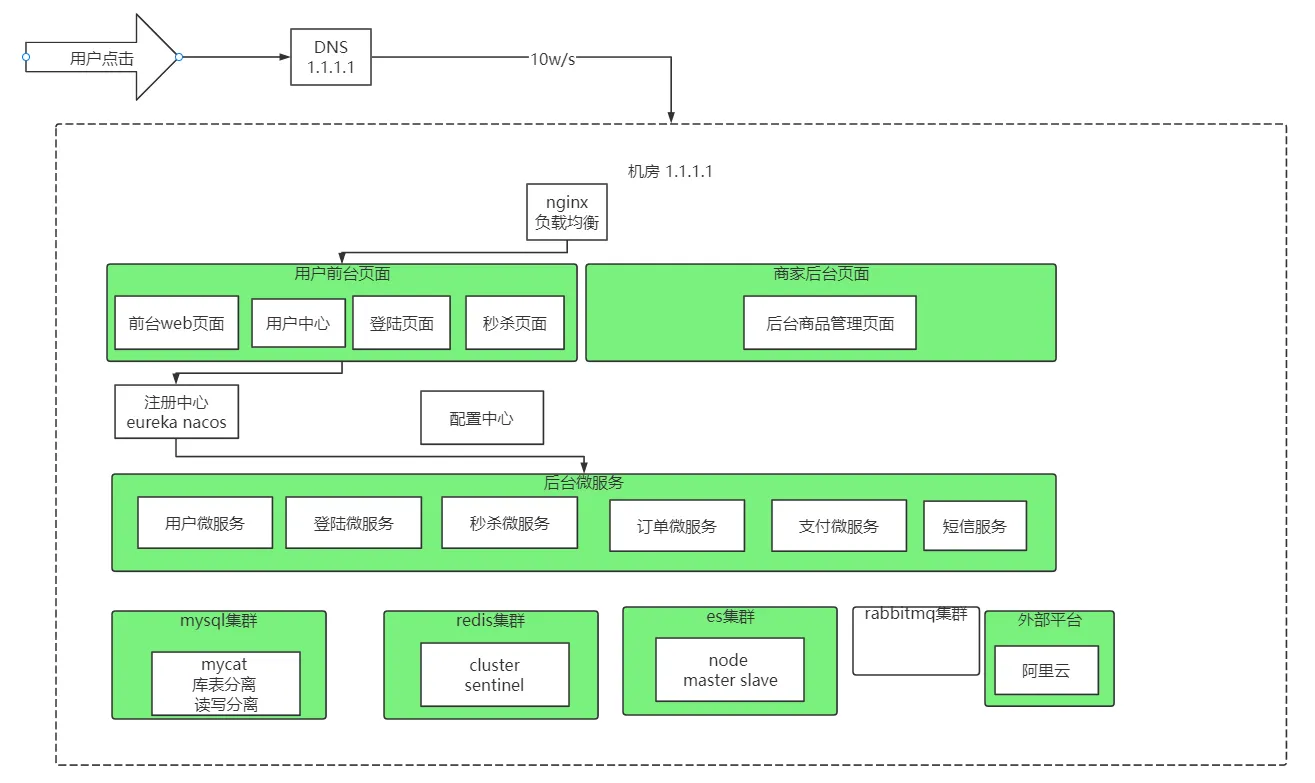 用户点击
DNS
1.1.1.1
10w/s
机房 1.1.1.1
nginx
负载均衡
用户前台页面
商家后台页面
前台web页面
用户中心
登陆页面
秒杀页面
后台商品管理页面
注册中心
eureka nacos
配置中心
后台微服务
用户微服务
登陆微服务
秒杀微服务
订单微服务
支付微服务
短信服务
mysql集群
mycat
库表分离
读写分离
redis集群
cluster
sentinel
es集群
node
master slave
rabbitmq集群
外部平台
阿里云